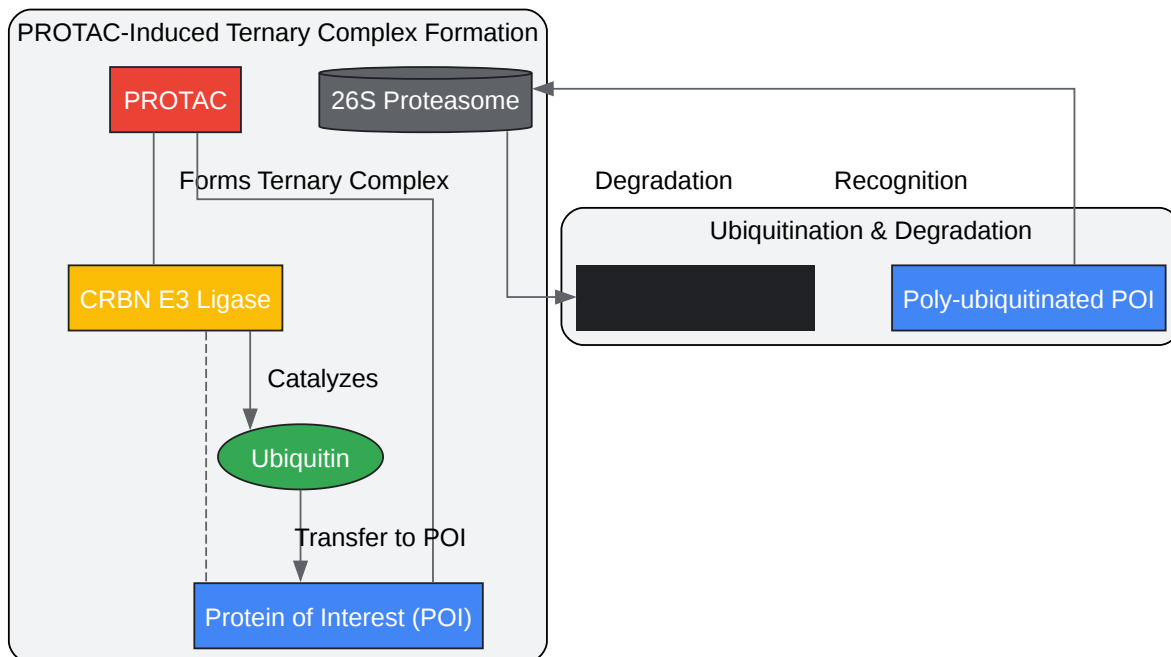 PROTAC-Induced Ternary Complex Formation
PROTAC
26S Proteasome
Forms Ternary Complex
Degradation
Recognition
Ubiquitination & Degradation
CRBN E3 Ligase
Poly-ubiquitinated POI
Catalyzes
Ubiquitin
Transfer to POI
Protein of Interest (POI)